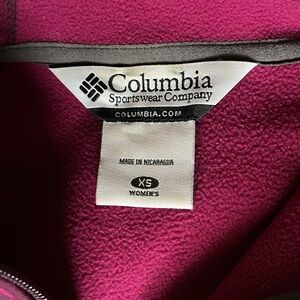 Columbia
Sportswear Company
COLUMBIA.COM
MADE IN NICARAGUA
XS
WOMEN'S